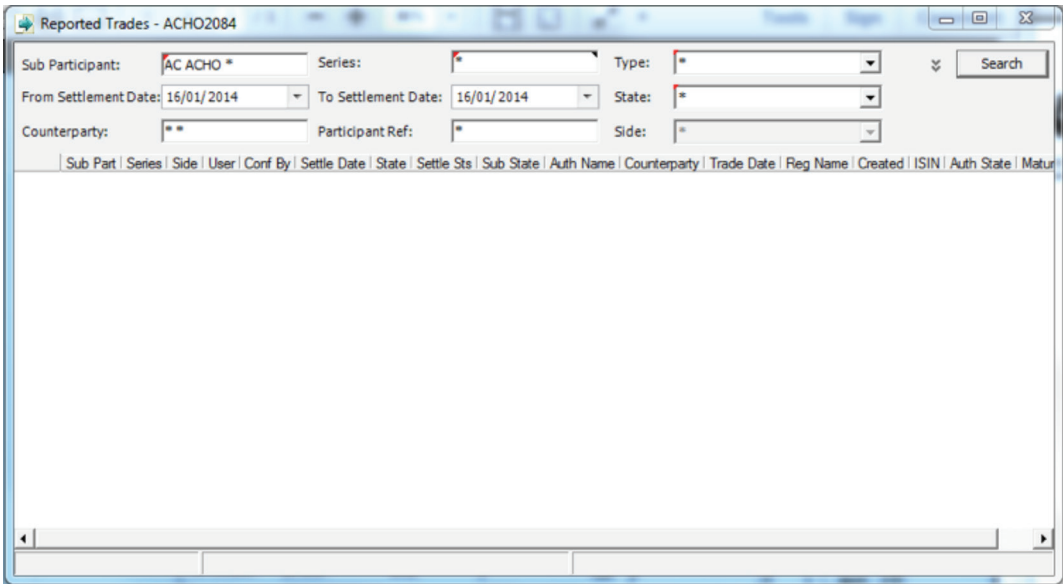 Reported Trades - ACHO2084
Sub Participant: AC ACHO * Series: * Type: * Search
From Settlement Date: 16/01/2014 To Settlement Date: 16/01/2014 State: *
Counterparty: * * Participant Ref: * Side: *
Sub Part Series Side User Conf By Settle Date State Settle Sts Sub State Auth Name Counterparty Trade Date Reg Name Created ISIN Auth State Matur